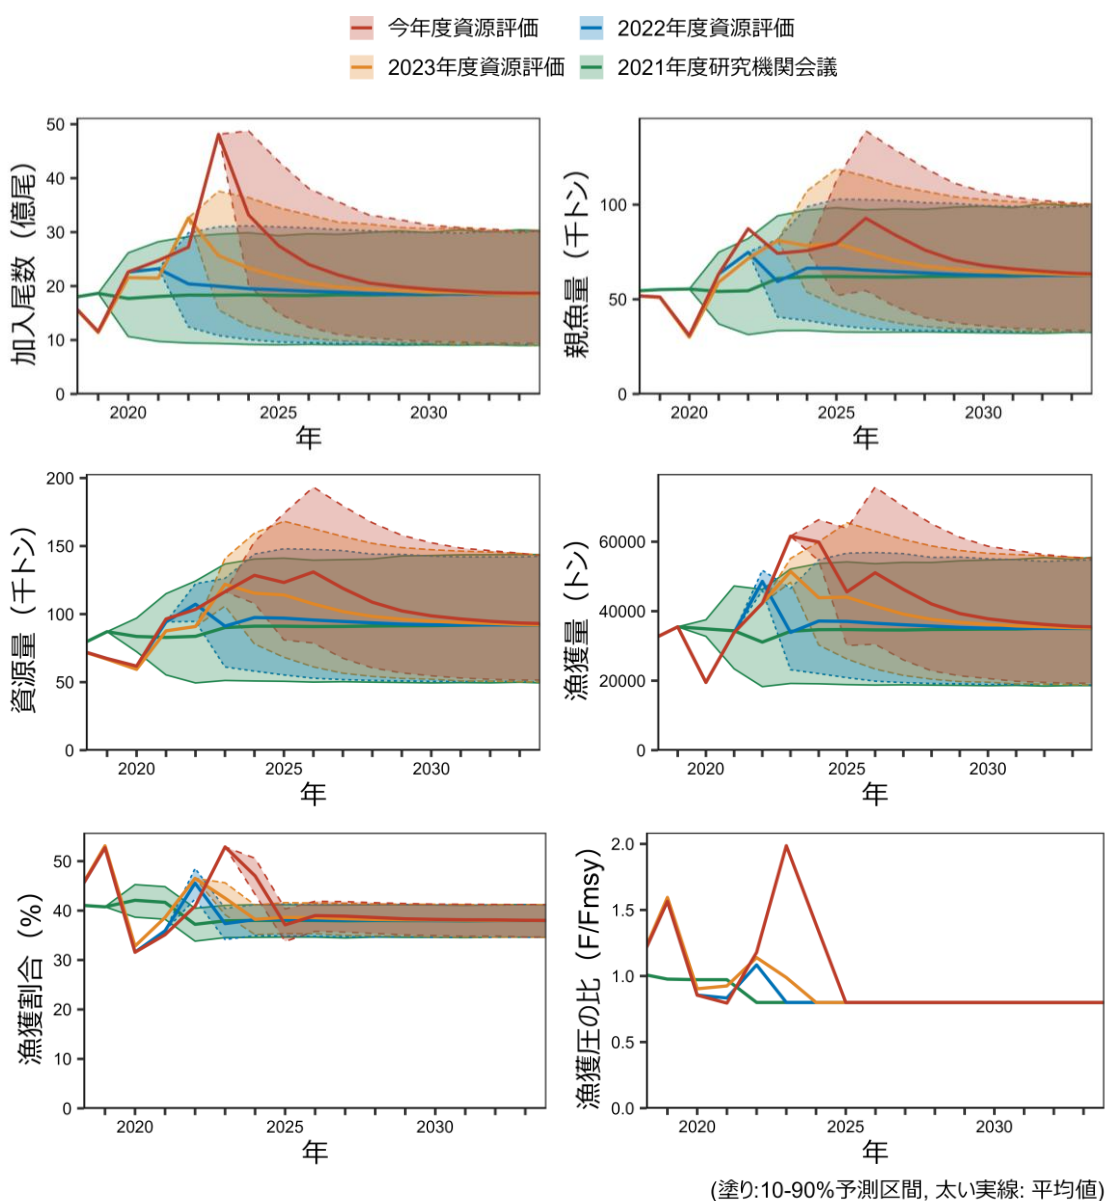 今年度資源評価
2022年度資源評価
2023年度資源評価
2021年度研究機関会議
加入尾数（億尾）
50
40
30
20
10
0
2020
2025
2030
年
親魚量（千トン）
100
50
0
2020
2025
2030
年
資源量（千トン）
200
150
100
50
0
2020
2025
2030
年
漁獲量（トン）
60000
40000
20000
0
2020
2025
2030
年
漁獲割合（%）
50
40
30
20
10
0
2020
2025
2030
年
漁獲圧の比（F/Fmsy）
2.0
1.5
1.0
0.5
0.0
2020
2025
2030
年
(塗り:10-90%予測区間, 太い実線: 平均値)